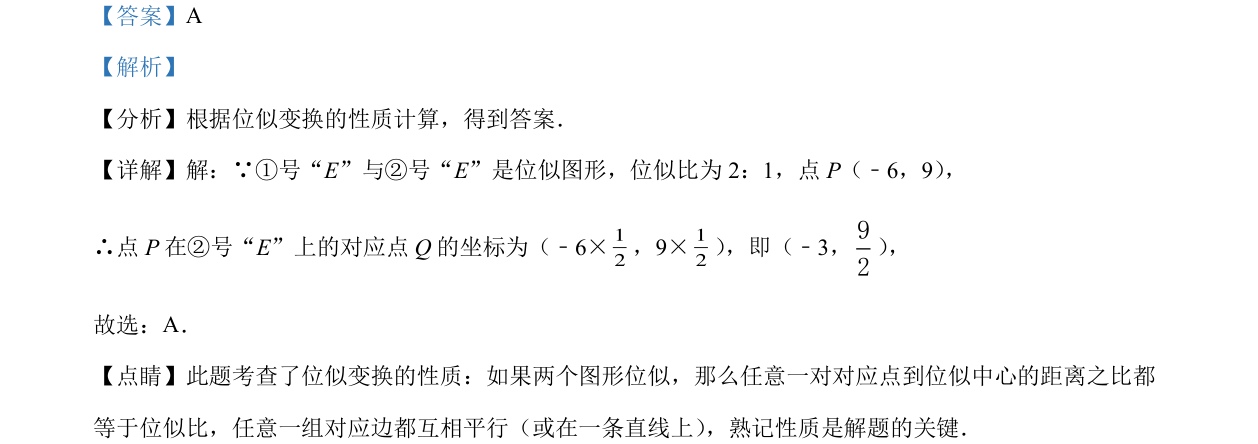 【答案】A
【解析】
【分析】根据位似变换的性质计算，得到答案．
【详解】解：∵①号“E”与②号“E”是位似图形，位似比为 2：1，点 P（﹣6，9），
∴点 P 在②号“E”上的对应点 Q 的坐标为（﹣6×1/2，9×1/2），即（﹣3，9/2），
故选：A．
【点睛】此题考查了位似变换的性质：如果两个图形位似，那么任意一对对应点到位似中心的距离之比都
等于位似比，任意一组对应边都互相平行（或在一条直线上），熟记性质是解题的关键．